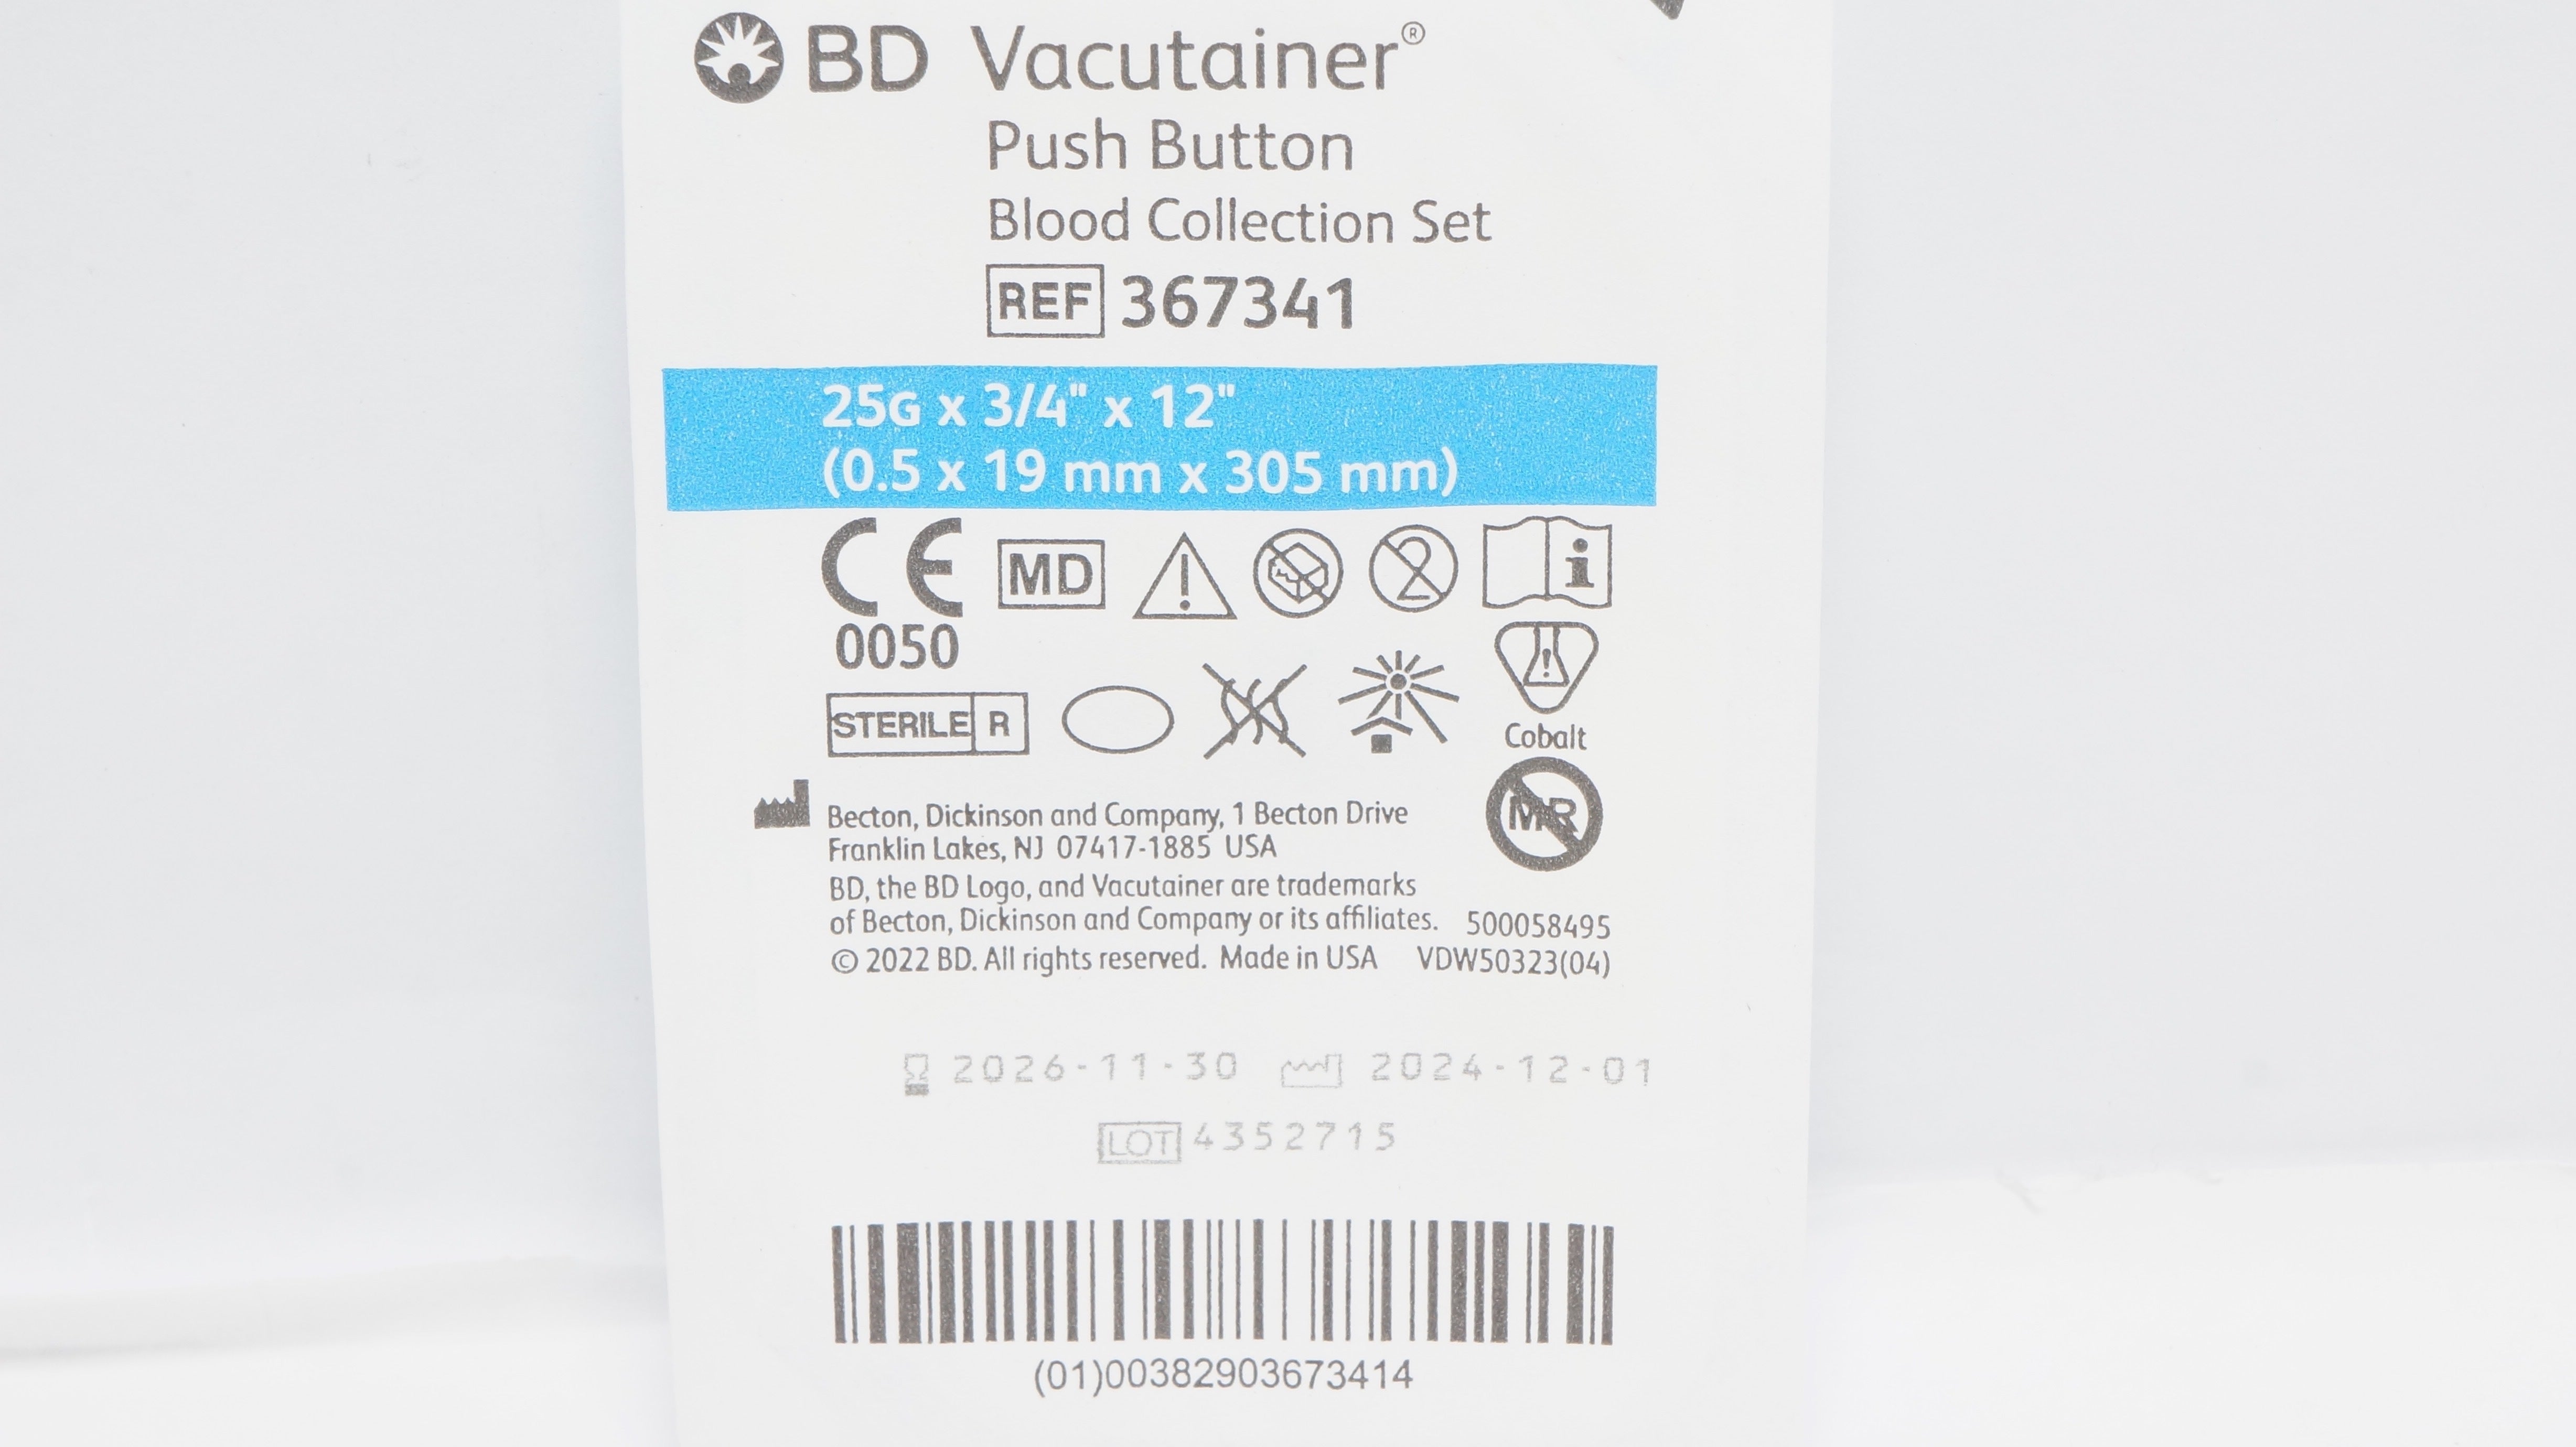 BD Vacutainer®
Push Button
Blood Collection Set
REF 367341
25G x 3/4" x 12"
(0.5 x 19 mm x 305 mm)
CE MD 2 i
0050
STERILE R
Cobalt
MR
Becton, Dickinson and Company, 1 Becton Drive
Franklin Lakes, NJ 07417-1885 USA
BD, the BD Logo, and Vacutainer are trademarks
of Becton, Dickinson and Company or its affiliates. 500058495
© 2022 BD. All rights reserved. Made in USA VDW50323(04)
2026-11-30 2024-12-01
LOT 4352715
(01)00382903673414